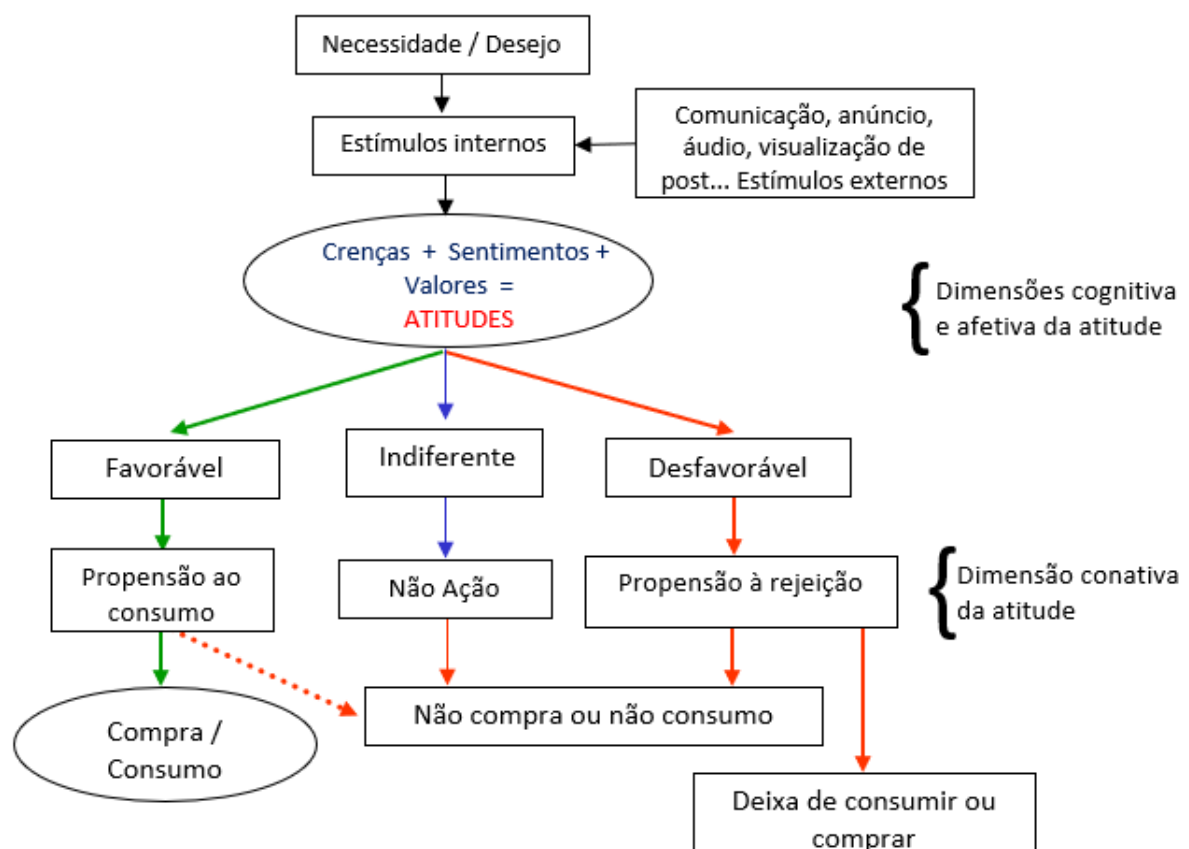 Necessidade / Desejo
Estímulos internos
Comunicação, anúncio,
áudio, visualização de
post... Estímulos externos
Crenças + Sentimentos +
Valores =
ATITUDES
Dimensões cognitiva
e afetiva da atitude
Favorável
Indiferente
Desfavorável
Propensão ao
consumo
Não Ação
Propensão à rejeição
Dimensão conativa
da atitude
Compra /
Consumo
Não compra ou não consumo
Deixa de consumir ou
comprar